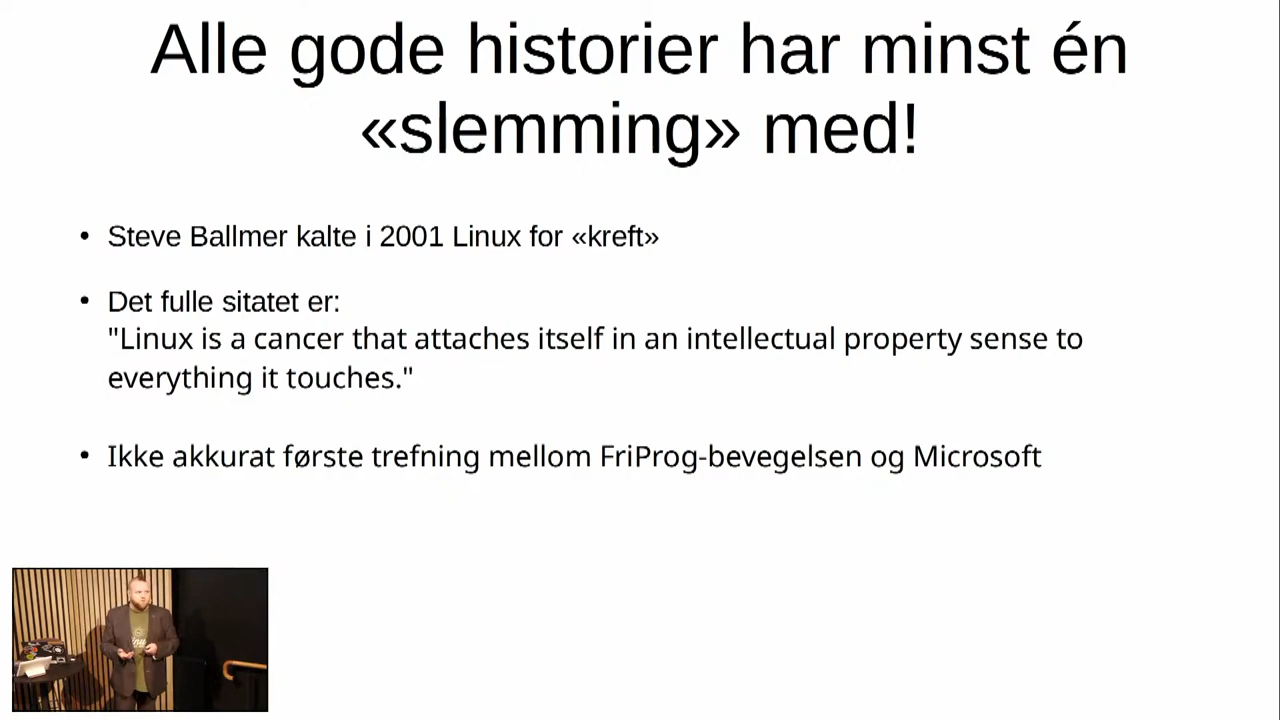 Alle gode historier har minst én
«slemming» med!
• Steve Ballmer kalte i 2001 Linux for «kreft»
• Det fulle sitatet er:
"Linux is a cancer that attaches itself in an intellectual property sense to
everything it touches."
• Ikke akkurat første trefning mellom FriProg-bevegelsen og Microsoft